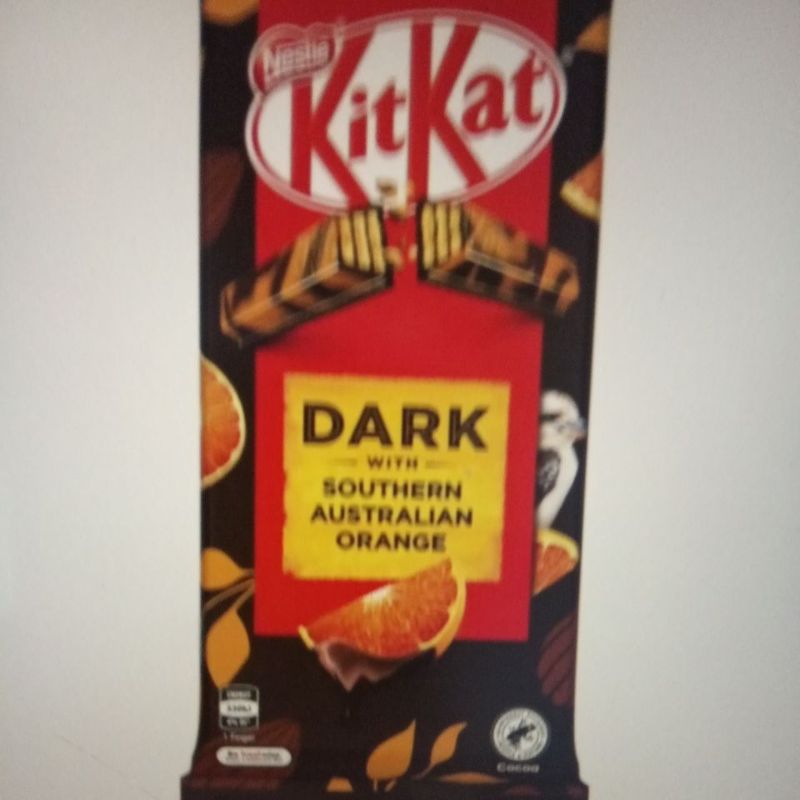 Nestlé
KitKat
DARK
WITH
SOUTHERN
AUSTRALIAN
ORANGE
Cocoa